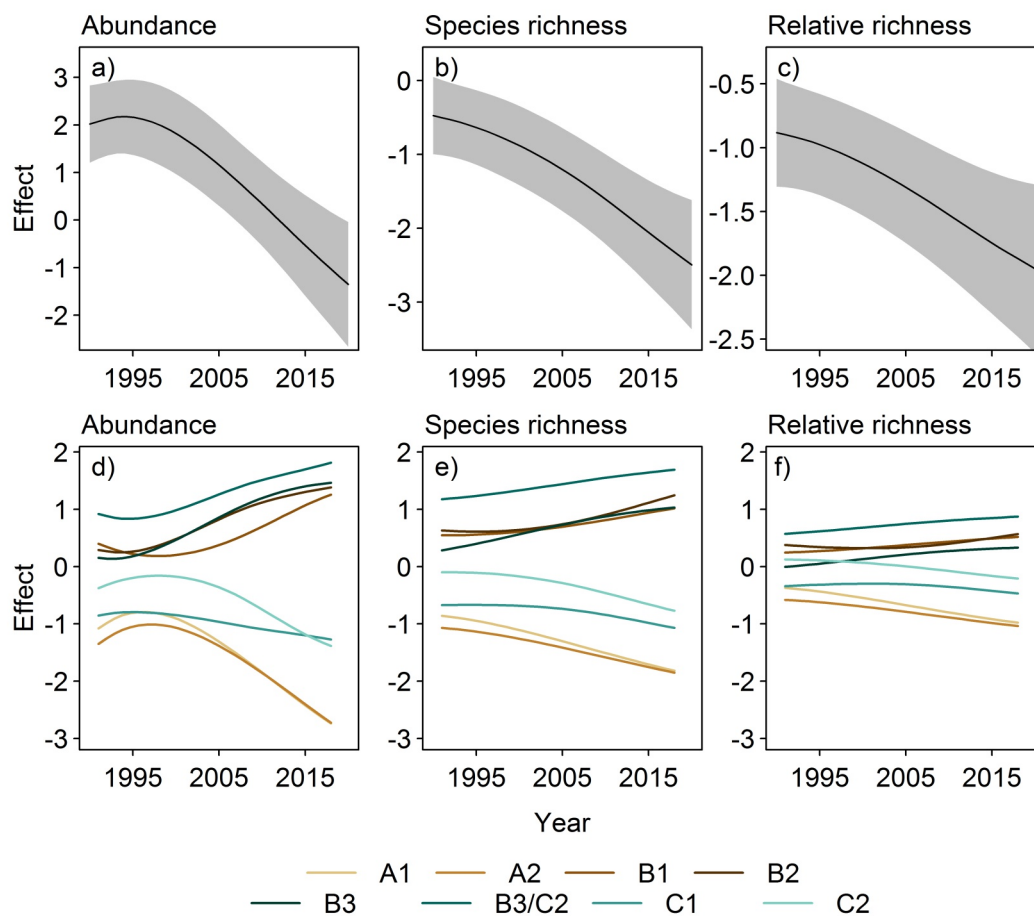 Abundance Species richness Relative richness
a) b) c)
3 2 1 0 -1 -2
0 -1 -2 -3
-0.5 -1.0 -1.5 -2.0 -2.5
Effect
1995 2005 2015 1995 2005 2015 1995 2005 2015
Abundance Species richness Relative richness
d) e) f)
2 1 0 -1 -2 -3
2 1 0 -1 -2 -3
2 1 0 -1 -2 -3
Effect
1995 2005 2015 1995 2005 2015 1995 2005 2015
Year
A1 A2 B1 B2
B3 B3/C2 C1 C2